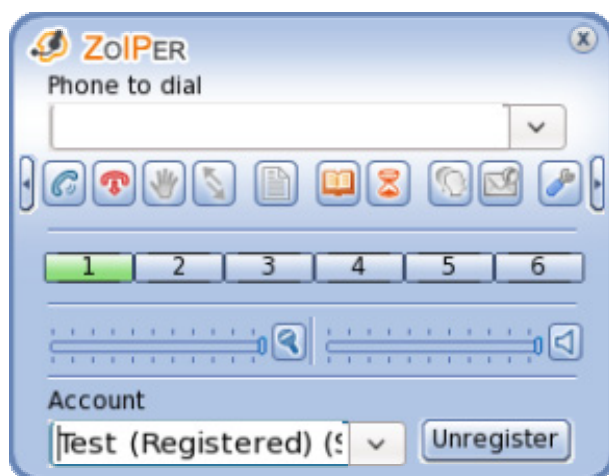 ZoIPER
Phone to dial
1 2 3 4 5 6
Account
Test (Registered) (S
Unregister